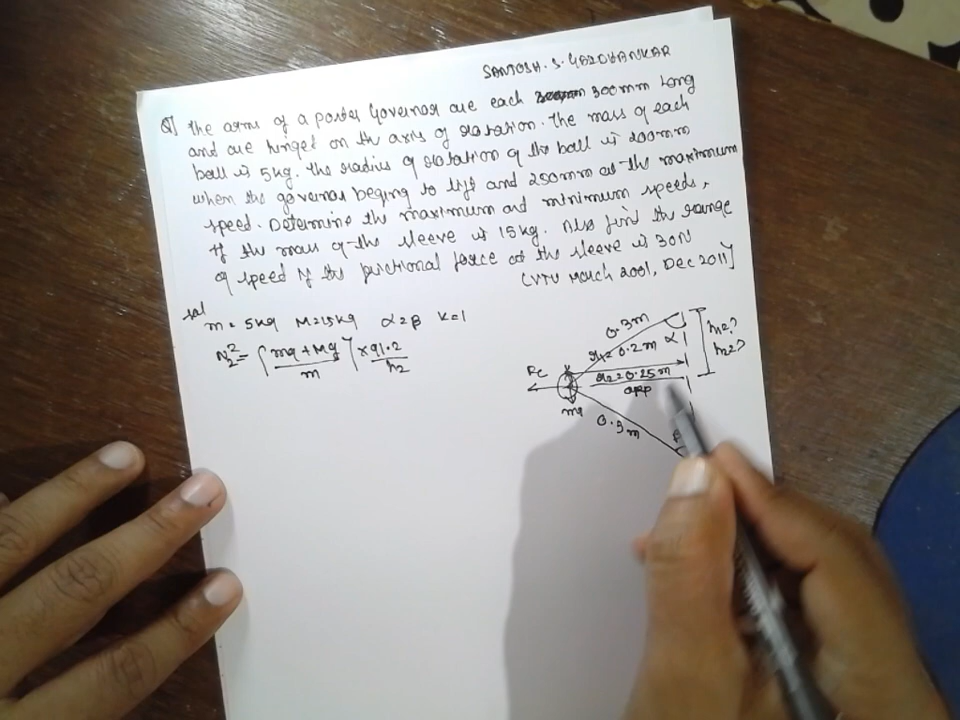 SANTOSH.S.GAIDHANKAR
Q] The arms of a porter Governor are each 300mm long
and are hinged on the axis of rotation. The mass of each
ball is 5kg. The radius of rotation of the ball is 200mm
when the governor begins to lift and 250mm at the maximum
speed. Determine the maximum and minimum speeds,
If the mass of the sleeve is 15kg. Also find the range
of speed if the frictional force at the sleeve is 30N
(VTU March 2001, Dec 2011]
sol
m = 5kg M=15kg α=β K=1
N₂² = (mg + Mg / m) × 91.2 / h₂
0.3m
α
r₁=0.2m
h₁=?
h₂=?
Fc
r₂=0.25m
app
mg
0.3m
β